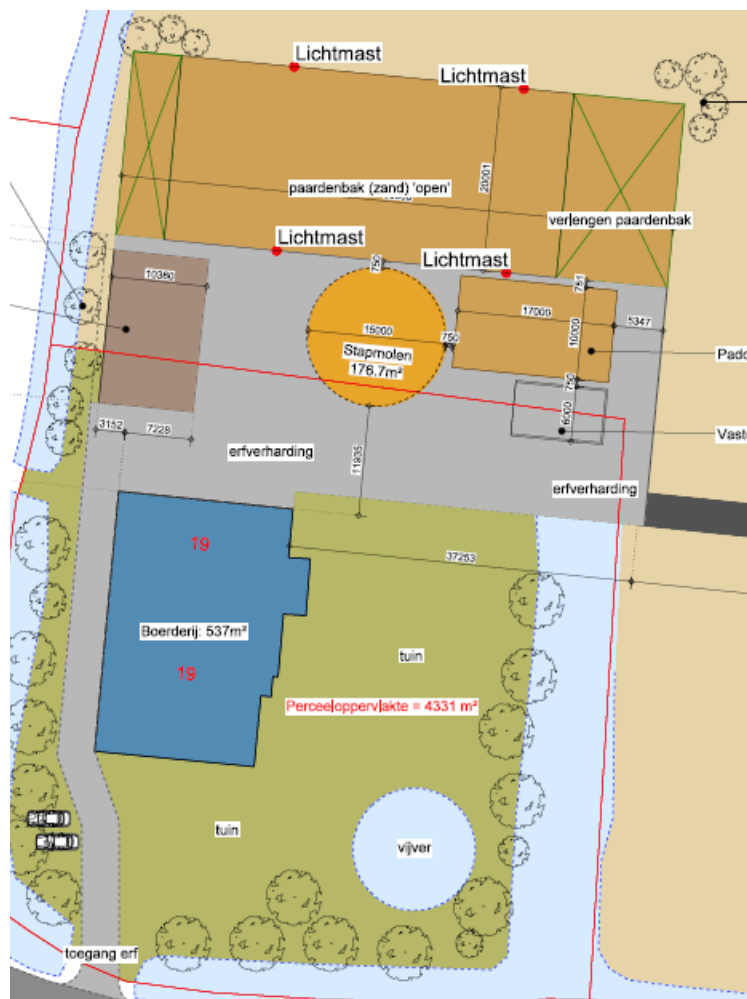 Lichtmast
Lichtmast
20001
paardenbak (zand) 'open'
verlengen paardenbak
Lichtmast
Lichtmast
750
751
10380
17000
10000
5347
15000
750
Stapmolen
176,7m²
750
6000
3152
7228
11935
erfverharding
erfverharding
19
37253
Boerderij: 537m²
tuin
19
Perceeloppervlakte = 4331 m²
tuin
vijver
toegang erf